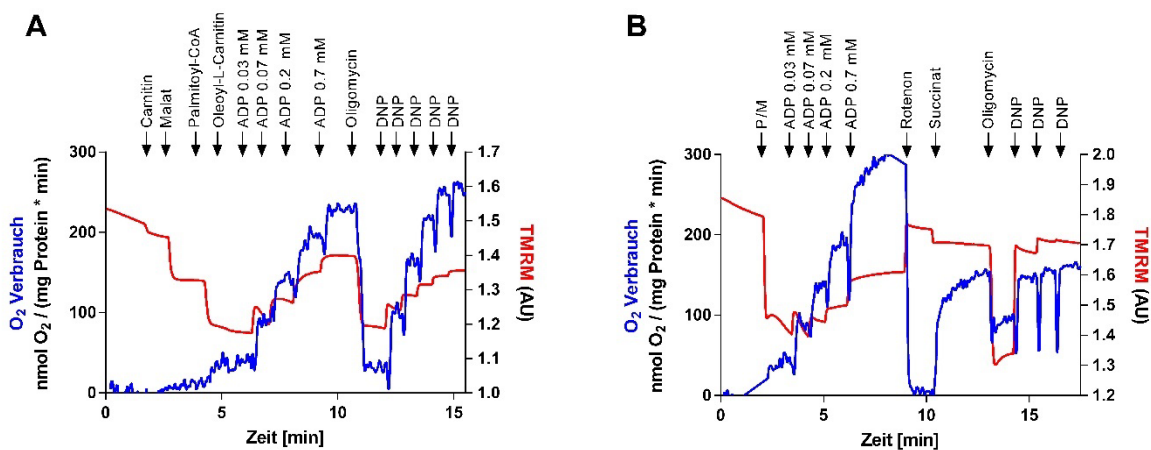 A
Carnitin
Malat
Palmitoyl-CoA
Oleoyl-L-Carnitin
ADP 0.03 mM
ADP 0.07 mM
ADP 0.2 mM
ADP 0.7 mM
Oligomycin
DNP
DNP
DNP
DNP
DNP
O₂ Verbrauch
nmol O₂ / (mg Protein * min)
300
200
100
0
1.7
1.6
1.5
1.4
1.3
1.2
1.1
1.0
TMRM (AU)
0 5 10 15
Zeit [min]
B
P/M
ADP 0.03 mM
ADP 0.07 mM
ADP 0.2 mM
ADP 0.7 mM
Rotenon
Succinat
Oligomycin
DNP
DNP
DNP
O₂ Verbrauch
nmol O₂ / (mg Protein * min)
300
200
100
0
2.0
1.9
1.8
1.7
1.6
1.5
1.4
1.3
1.2
TMRM (AU)
0 5 10 15
Zeit [min]